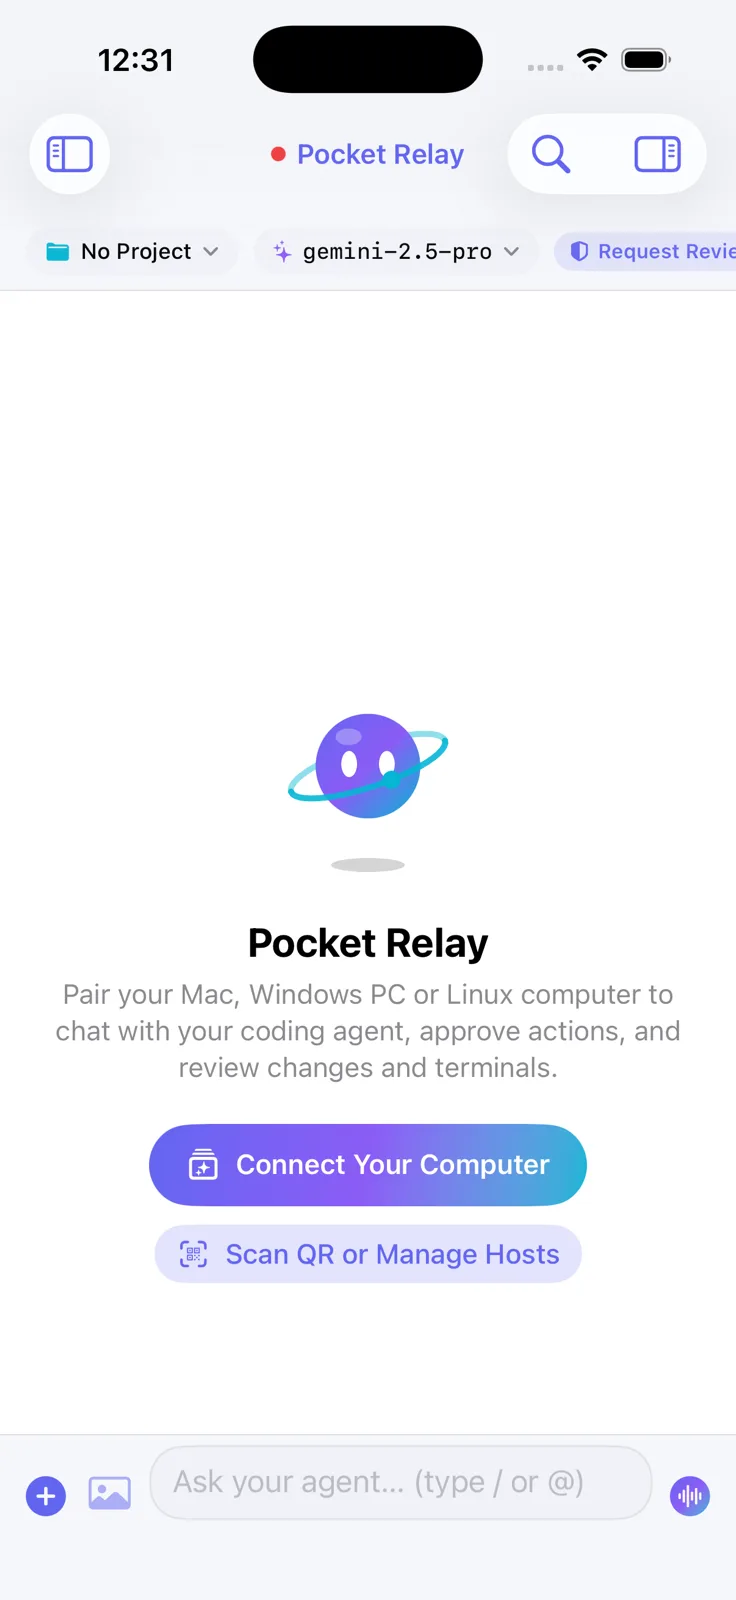 12:31
Pocket Relay
No Project
gemini-2.5-pro
Request Revie
Pocket Relay
Pair your Mac, Windows PC or Linux computer to
chat with your coding agent, approve actions, and
review changes and terminals.
Connect Your Computer
Scan QR or Manage Hosts
Ask your agent... (type / or @)